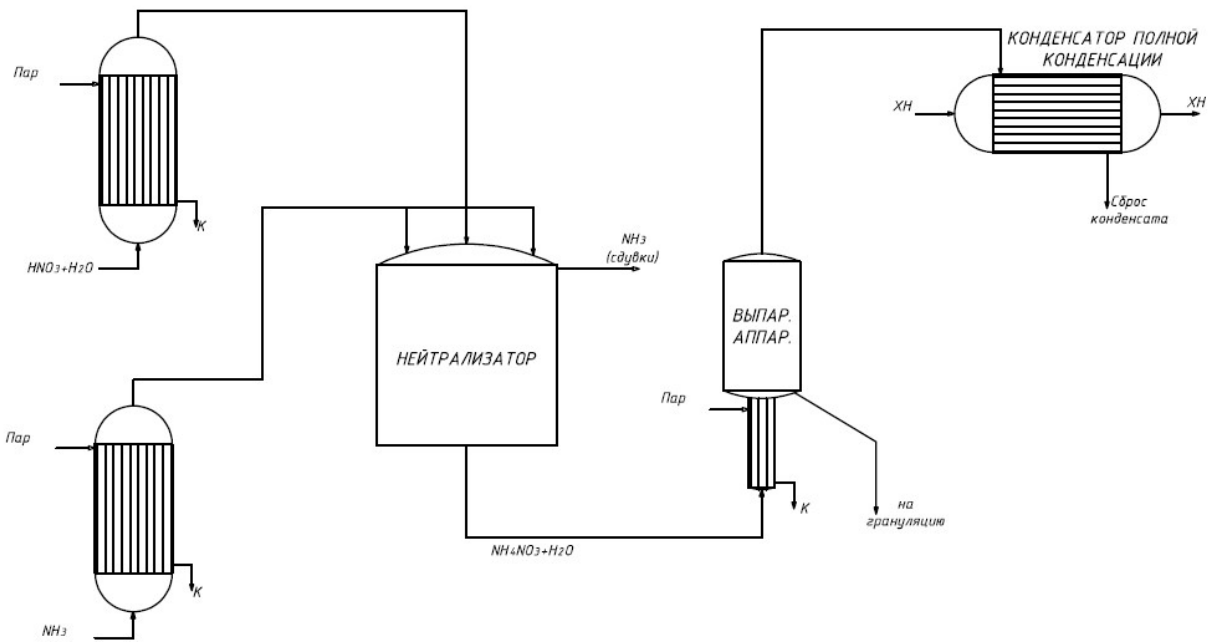 КОНДЕНСАТОР ПОЛНОЙ
КОНДЕНСАЦИИ
Пар
ХН
ХН
К
Сброс
конденсата
HNO3+H2O
NH3
(сдувки)
ВЫПАР.
АППАР.
НЕЙТРАЛИЗАТОР
Пар
Пар
К
на
грануляцию
NH4NO3+H2O
К
NH3